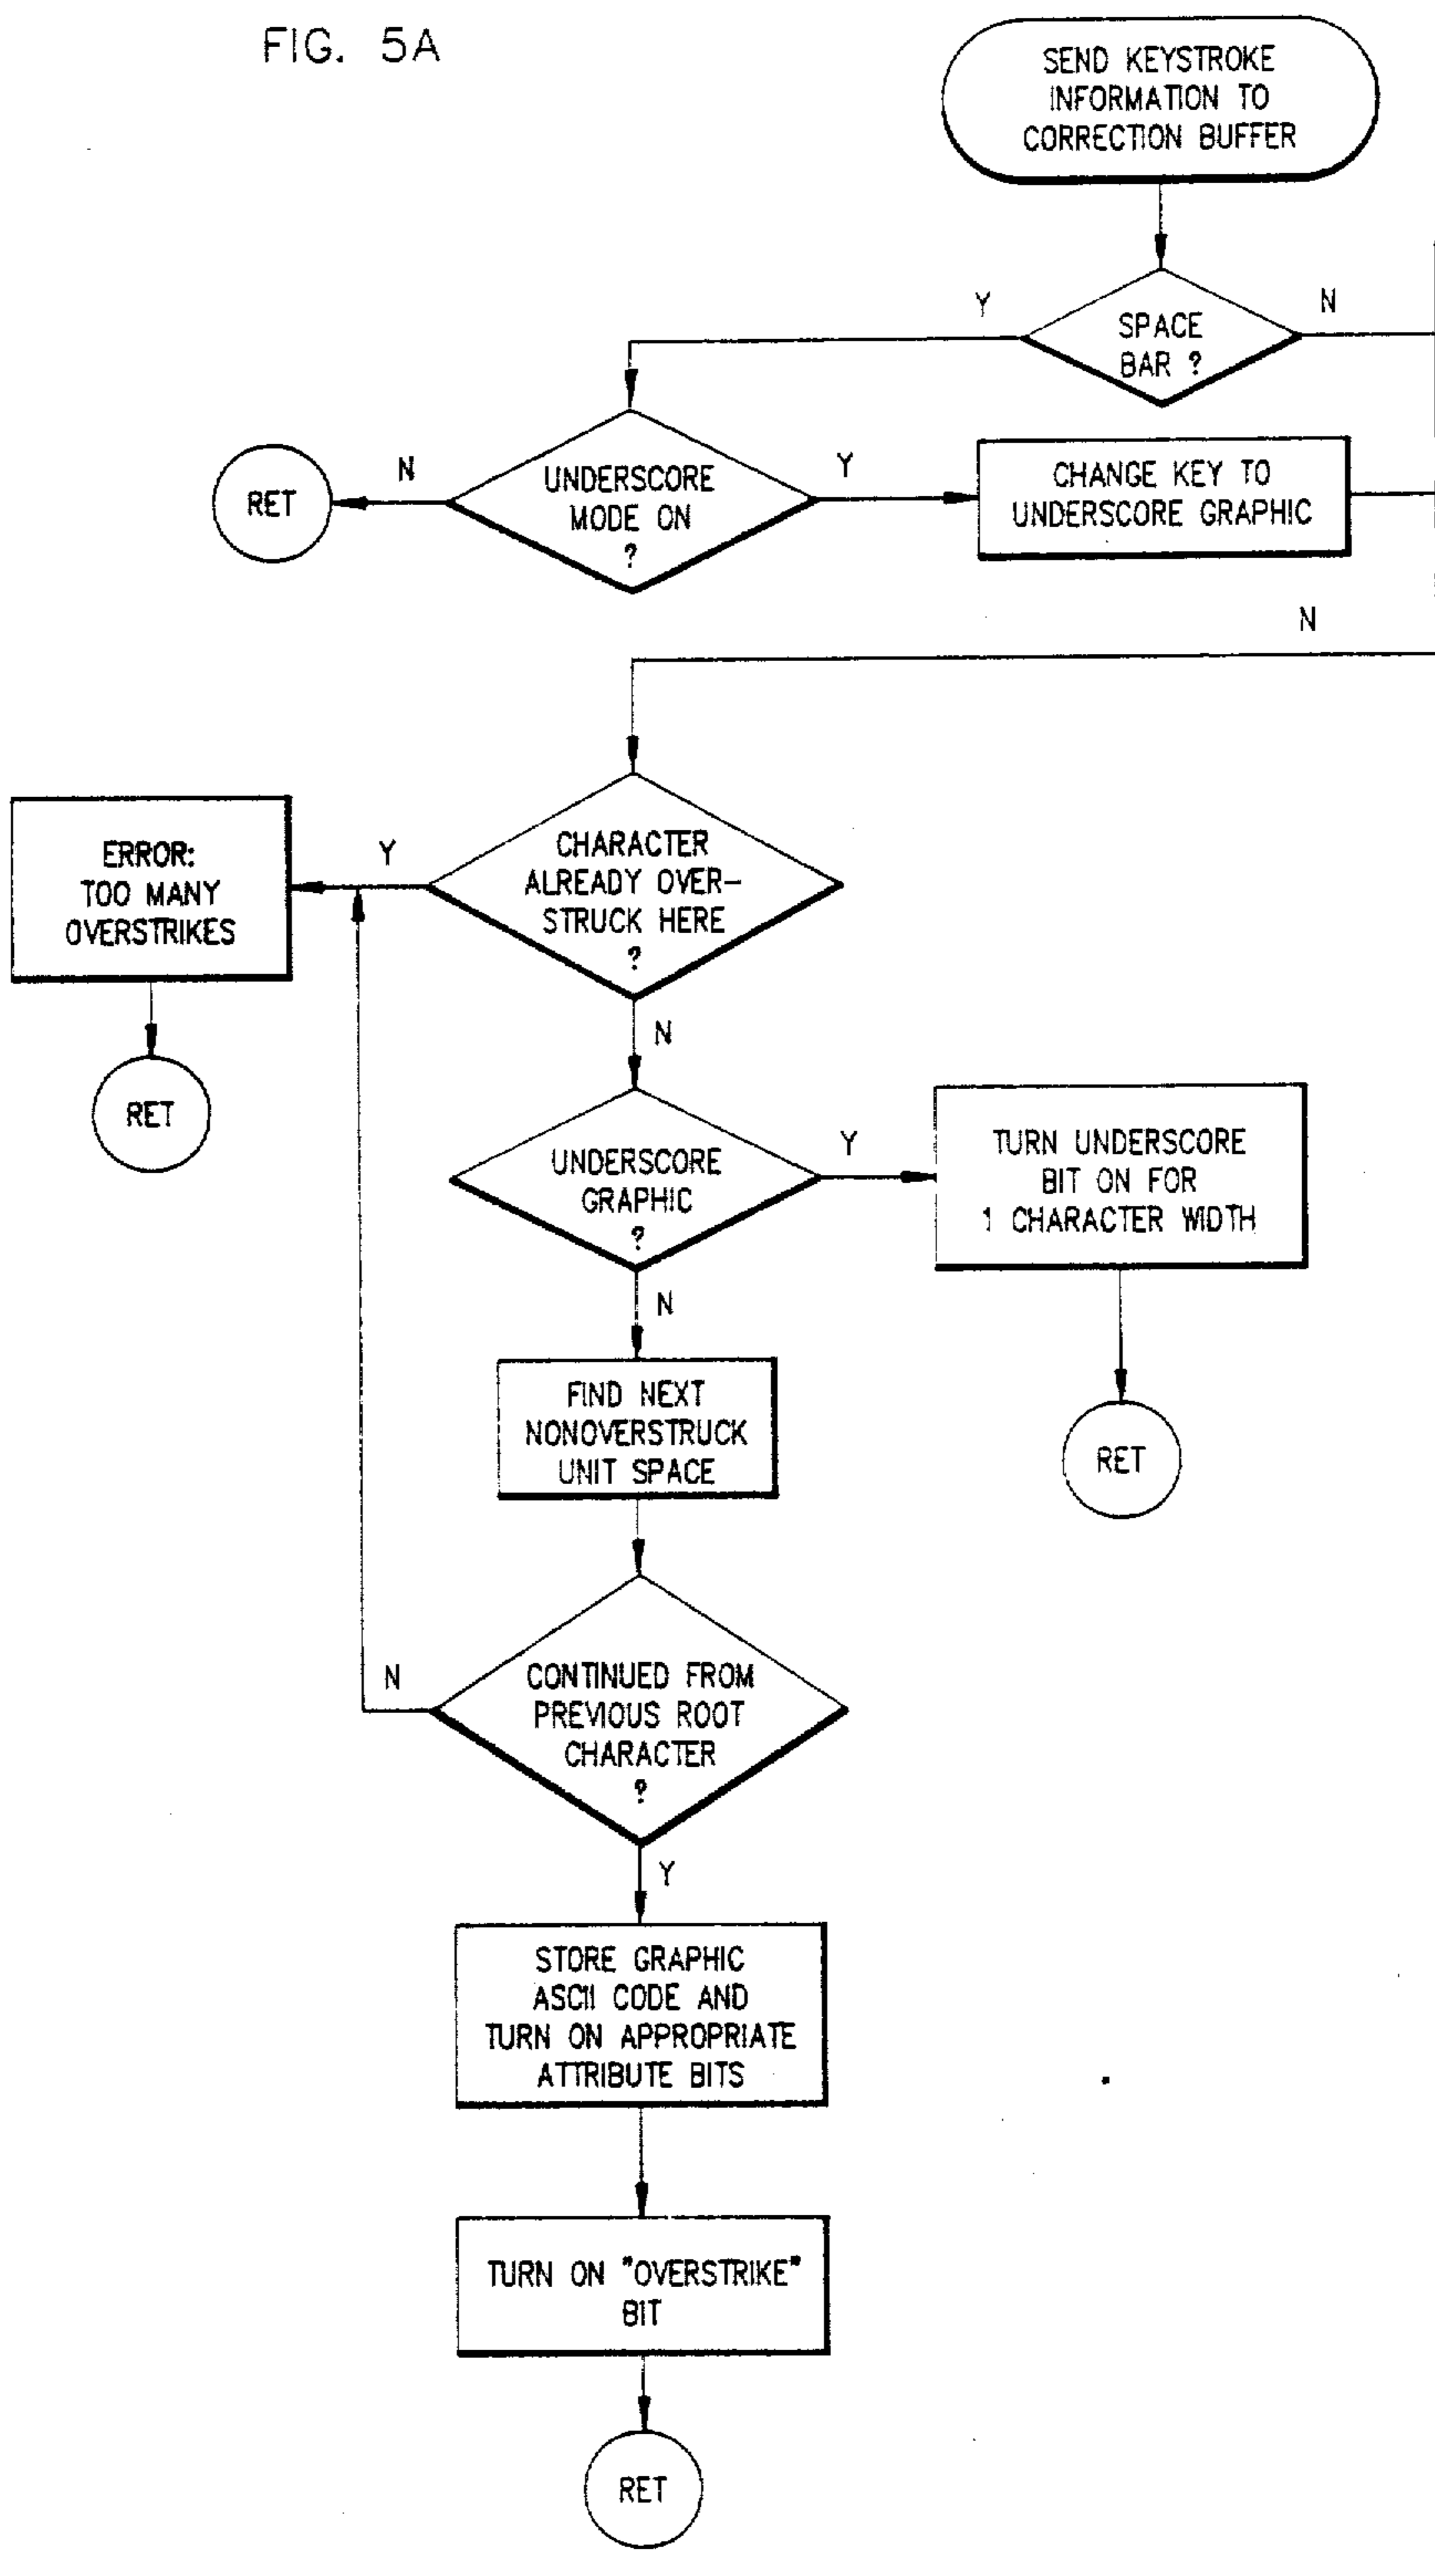 FIG. 5A
SEND KEYSTROKE
INFORMATION TO
CORRECTION BUFFER
Y
N
SPACE
BAR ?
RET
N
UNDERSCORE
MODE ON
?
Y
CHANGE KEY TO
UNDERSCORE GRAPHIC
N
ERROR:
TOO MANY
OVERSTRIKES
Y
CHARACTER
ALREADY OVER-
STRUCK HERE
?
N
RET
UNDERSCORE
GRAPHIC
?
Y
TURN UNDERSCORE
BIT ON FOR
1 CHARACTER WIDTH
N
RET
FIND NEXT
NONOVERSTRUCK
UNIT SPACE
N
CONTINUED FROM
PREVIOUS ROOT
CHARACTER
?
Y
STORE GRAPHIC
ASCII CODE AND
TURN ON APPROPRIATE
ATTRIBUTE BITS
TURN ON "OVERSTRIKE"
BIT
RET